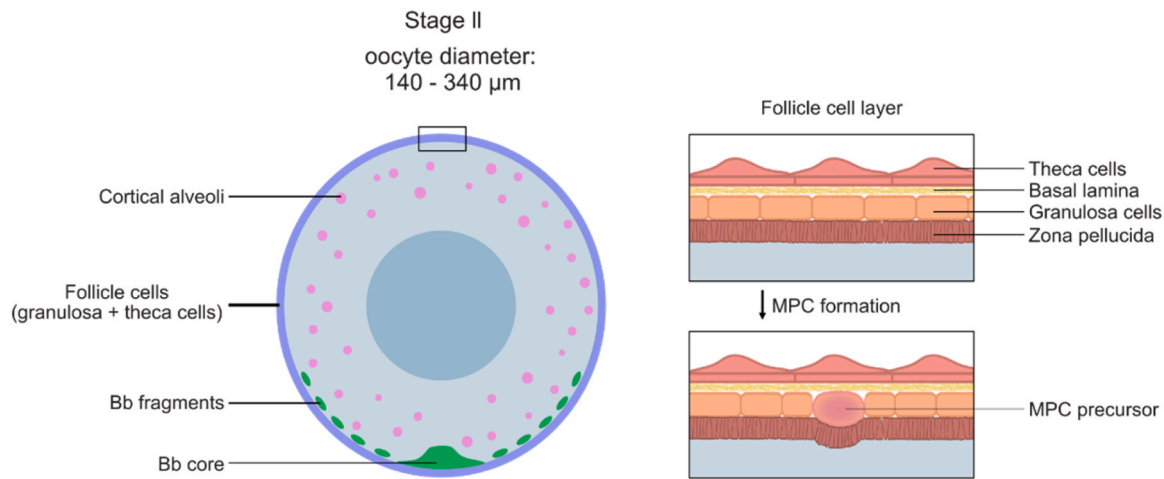 Stage II
oocyte diameter:
140 - 340 µm
Cortical alveoli
Follicle cells
(granulosa + theca cells)
Bb fragments
Bb core
Follicle cell layer
Theca cells
Basal lamina
Granulosa cells
Zona pellucida
MPC formation
MPC precursor